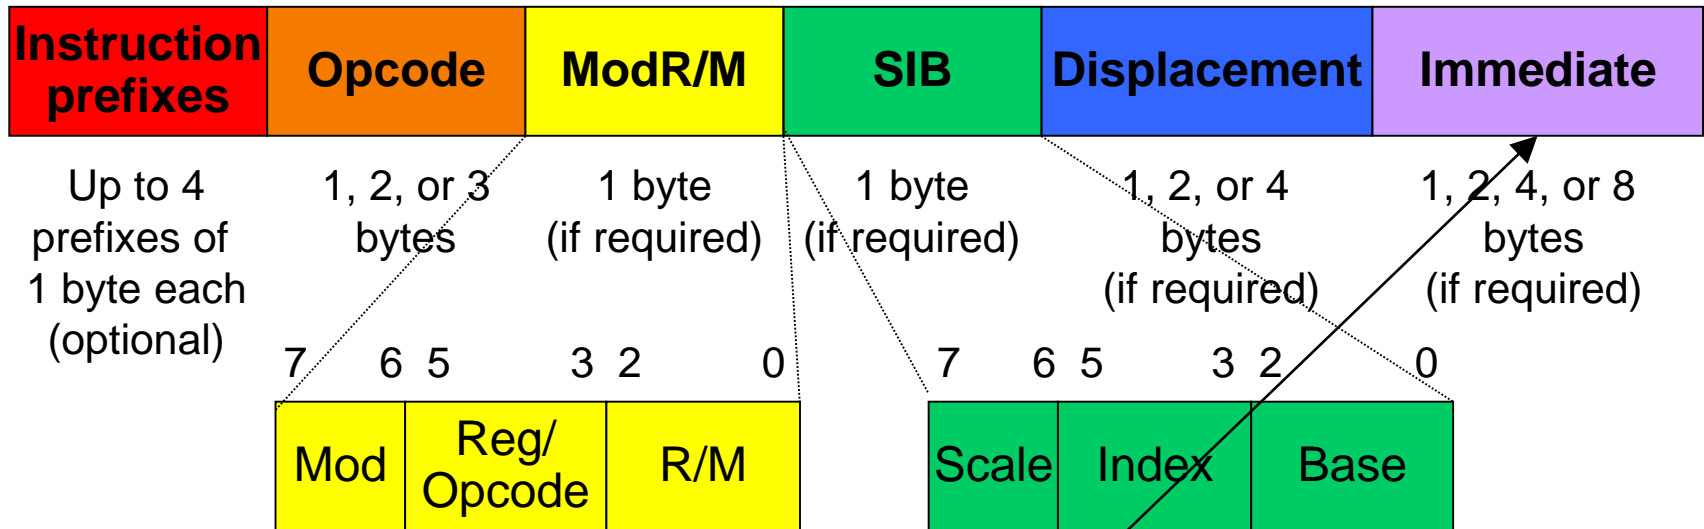 Instruction
prefixes
Opcode
ModR/M
SIB
Displacement
Immediate
Up to 4
prefixes of
1 byte each
(optional)
1, 2, or 3
bytes
1 byte
(if required)
1 byte
(if required)
1, 2, or 4
bytes
(if required)
1, 2, 4, or 8
bytes
(if required)
7 6 5 3 2 0
Mod
Reg/
Opcode
R/M
7 6 5 3 2 0
Scale
Index
Base